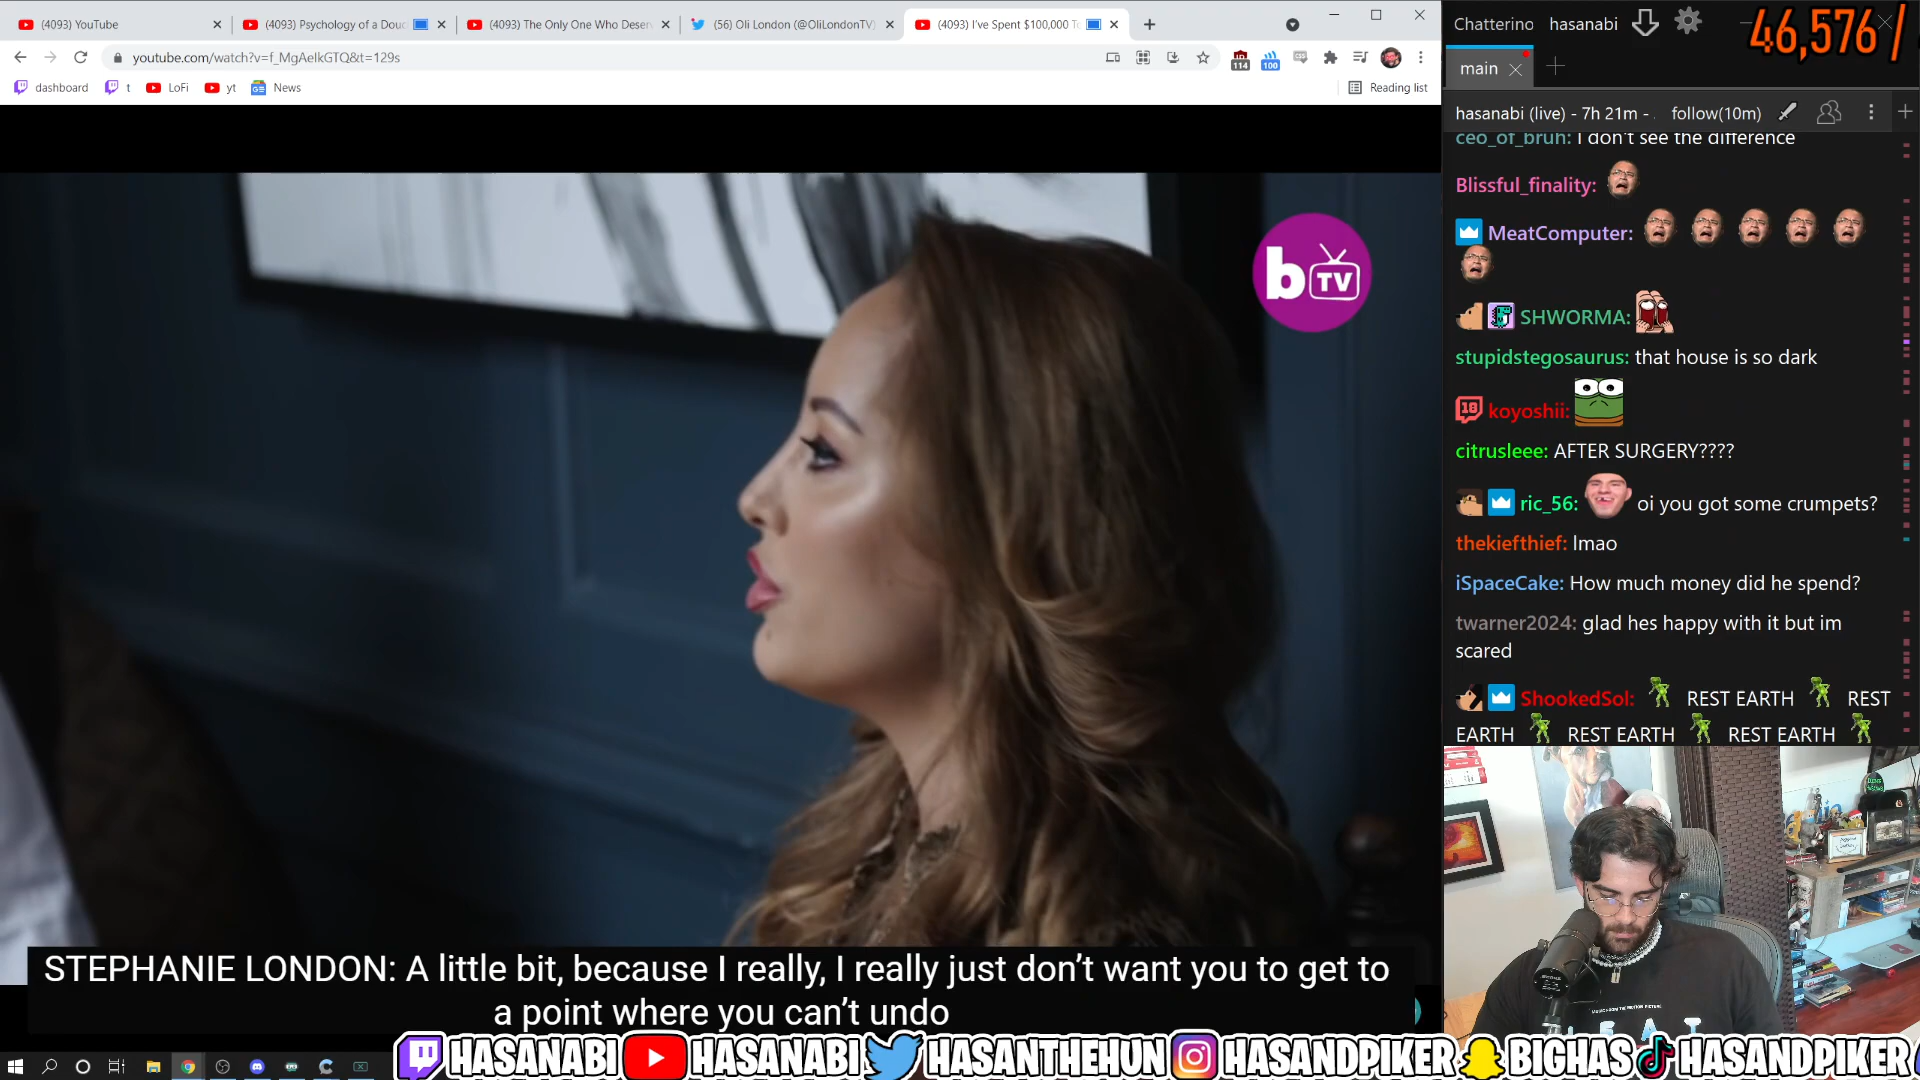 (4093) YouTube
(4093) Psychology of a Douc
(4093) The Only One Who Deser
(56) Oli London (@OliLondonTV)
(4093) I've Spent $100,000 To
youtube.com/watch?v=f_MgAelkGTQ&t=129s
114
100
dashboard
t
LoFi
yt
News
Reading list
b TV
STEPHANIE LONDON: A little bit, because I really, I really just don't want you to get to
a point where you can't undo
Chatterino
hasanabi
46,576 /
main
hasanabi (live) - 7h 21m -
follow(10m)
ceo_of_bruh: I don't see the difference
Blissful_finality:
MeatComputer:
SHWORMA:
stupidstegosaurus: that house is so dark
koyoshii:
citrusleee: AFTER SURGERY????
ric_56: oi you got some crumpets?
thekiefthief: lmao
iSpaceCake: How much money did he spend?
twarner2024: glad hes happy with it but im
scared
ShookedSol: REST EARTH REST
EARTH REST EARTH REST EARTH
HASANABI HASANABI HASANTHEHUN HASANDPIKER BIGHAS HASANDPIKER